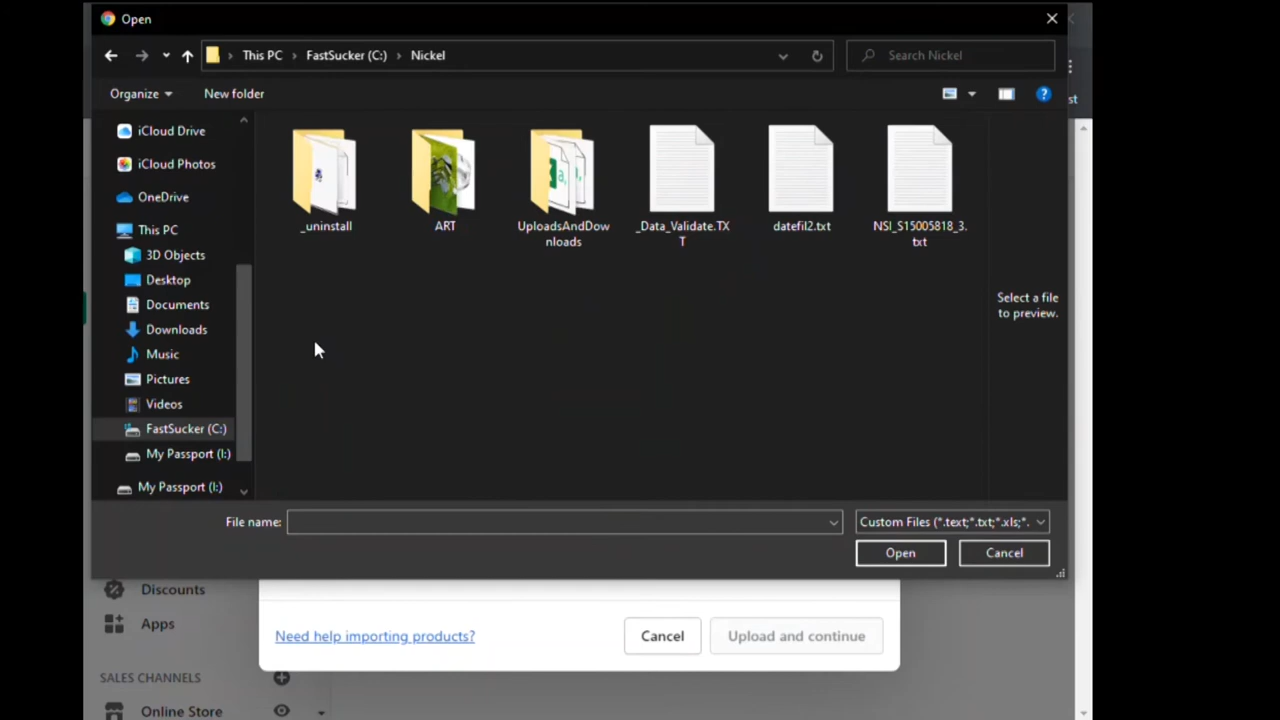 Open
This PC > FastSucker (C:) > Nickel
Search Nickel
Organize
New folder
st
iCloud Drive
iCloud Photos
OneDrive
This PC
3D Objects
Desktop
Documents
Downloads
Music
Pictures
Videos
FastSucker (C:)
My Passport (I:)
My Passport (I:)
_uninstall
ART
UploadsAndDow
nloads
_Data_Validate.TX
T
datefil2.txt
NSI_S15005818_3.
txt
Select a file
to preview.
File name:
Custom Files (*.text;*.txt;*.xls;*.
Open
Cancel
Discounts
Apps
Need help importing products?
Cancel
Upload and continue
SALES CHANNELS
Online Store